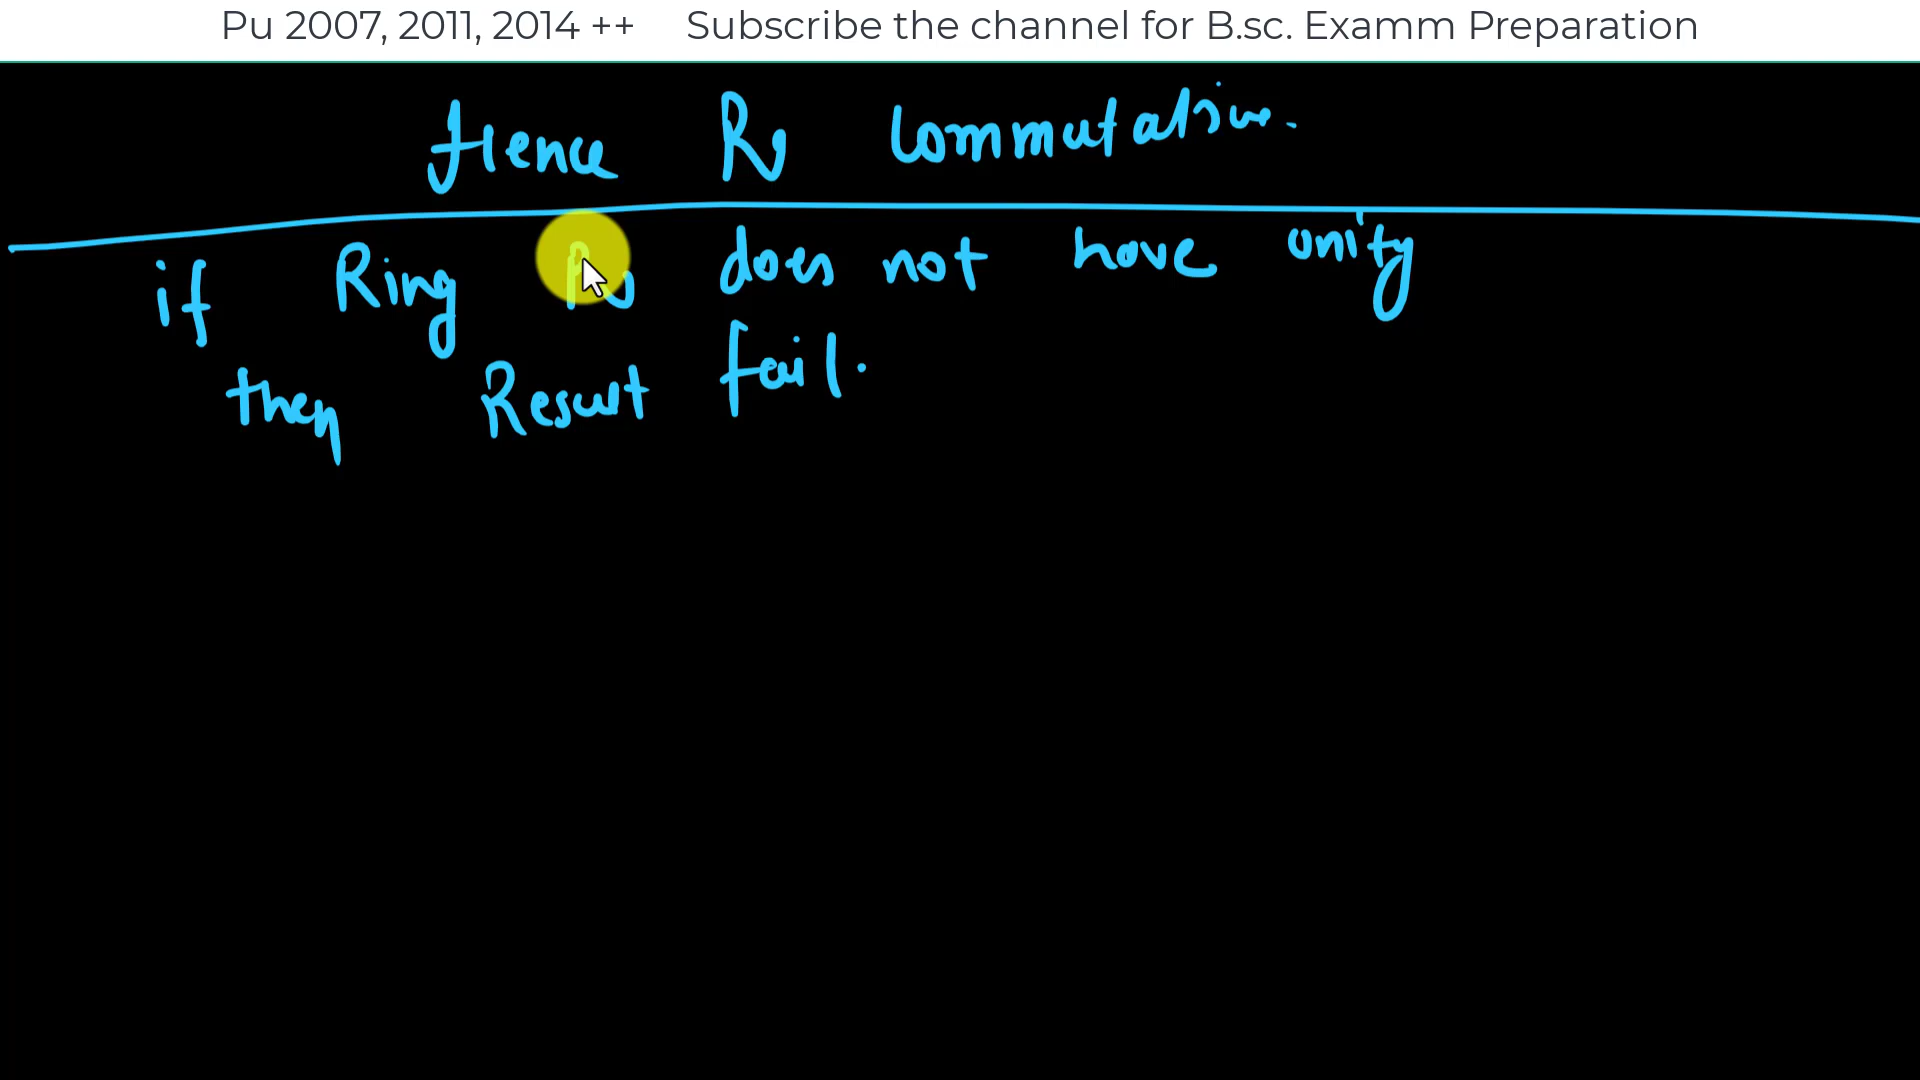 Pu 2007, 2011, 2014 ++ Subscribe the channel for B.sc. Examm Preparation
Hence R Commutative.
if Ring R does not have unity
then Result fail.